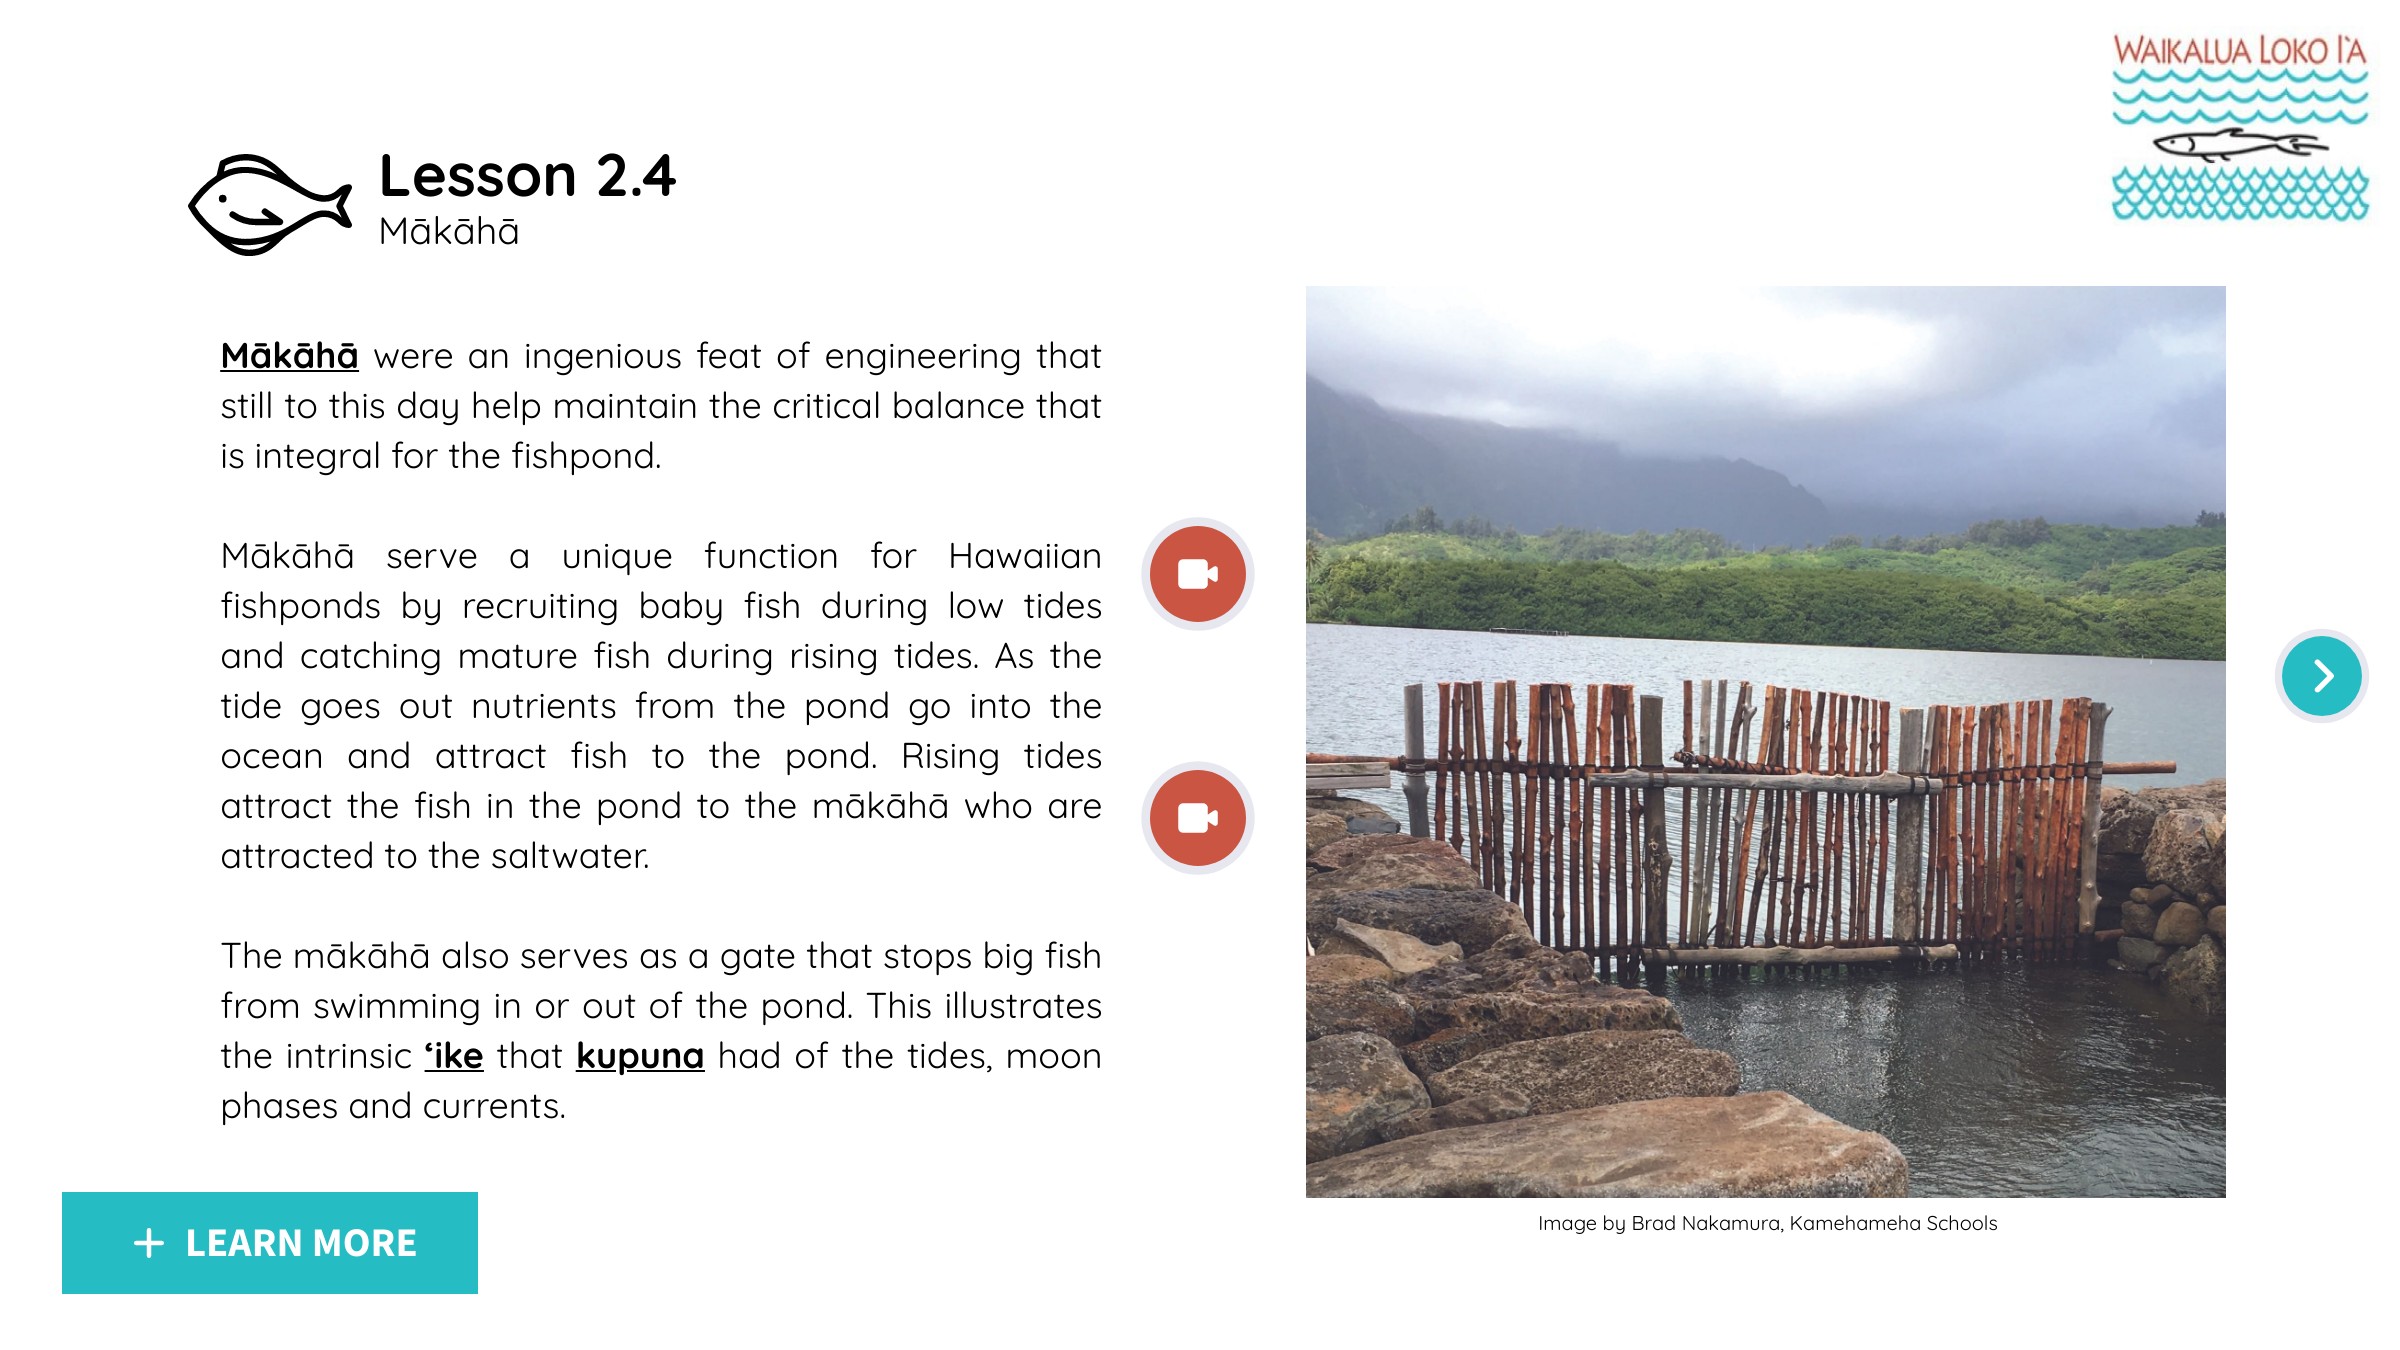 WAIKALUA LOKO I'A
Lesson 2.4
Mākāhā
Mākāhā were an ingenious feat of engineering that
still to this day help maintain the critical balance that
is integral for the fishpond.
Mākāhā serve a unique function for Hawaiian
fishponds by recruiting baby fish during low tides
and catching mature fish during rising tides. As the
tide goes out nutrients from the pond go into the
ocean and attract fish to the pond. Rising tides
attract the fish in the pond to the mākāhā who are
attracted to the saltwater.
The mākāhā also serves as a gate that stops big fish
from swimming in or out of the pond. This illustrates
the intrinsic ‘ike that kupuna had of the tides, moon
phases and currents.
+ LEARN MORE
Image by Brad Nakamura, Kamehameha Schools